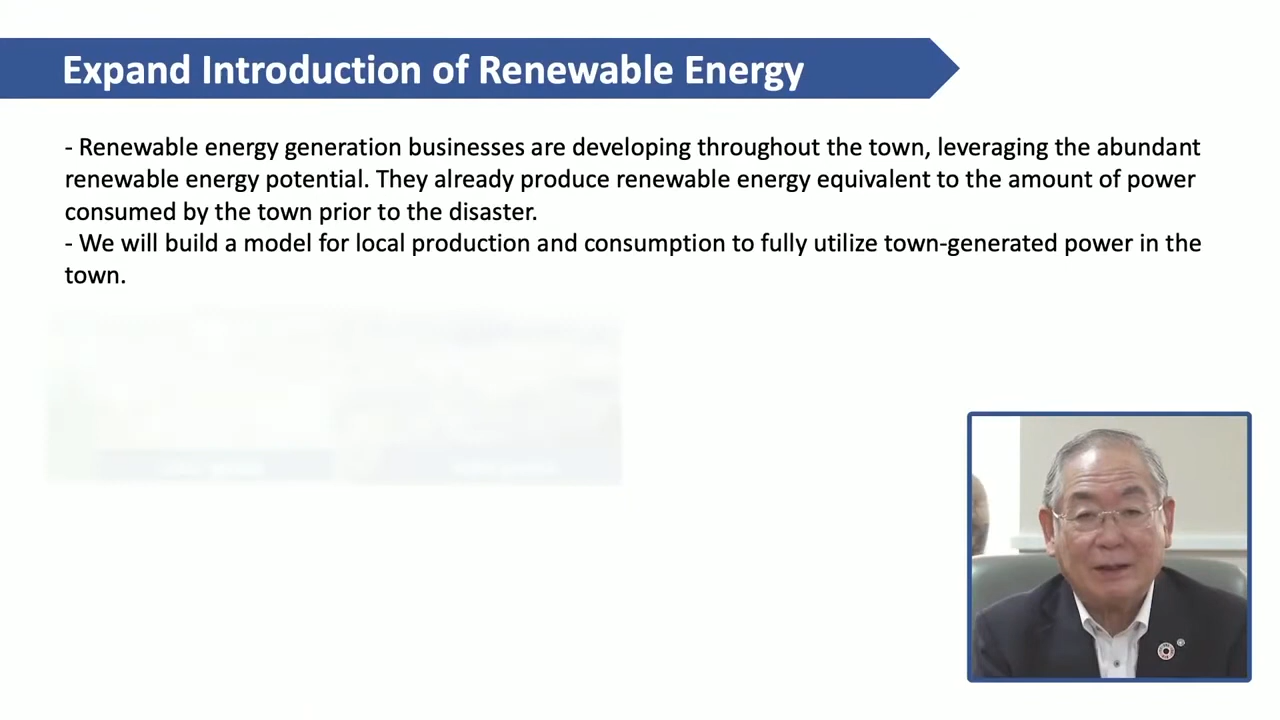 Expand Introduction of Renewable Energy
- Renewable energy generation businesses are developing throughout the town, leveraging the abundant
renewable energy potential. They already produce renewable energy equivalent to the amount of power
consumed by the town prior to the disaster.
- We will build a model for local production and consumption to fully utilize town-generated power in the
town.